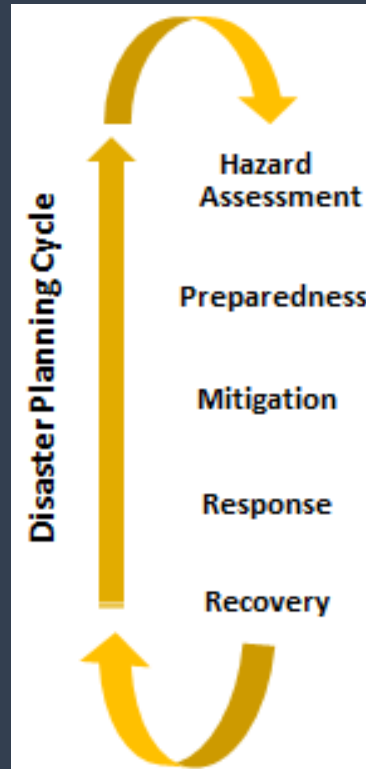 Disaster Planning Cycle
Hazard
Assessment
Preparedness
Mitigation
Response
Recovery